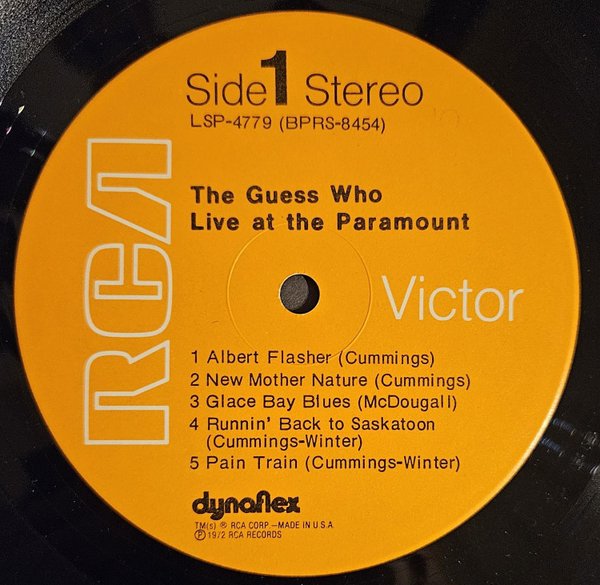 Side 1 Stereo
LSP-4779 (BPRS-8454)
The Guess Who
Live at the Paramount
RCA
Victor
1 Albert Flasher (Cummings)
2 New Mother Nature (Cummings)
3 Glace Bay Blues (McDougall)
4 Runnin' Back to Saskatoon
(Cummings-Winter)
5 Pain Train (Cummings-Winter)
dynaflex
TM(s) ® RCA CORP.—MADE IN U.S.A.
Ⓟ 1972 RCA RECORDS